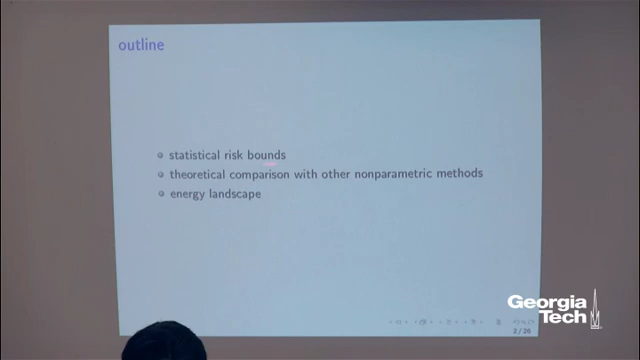 outline
statistical risk bounds
theoretical comparison with other nonparametric methods
energy landscape
2/26
Georgia
Tech